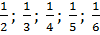 1/2 ; 1/3 ; 1/4 ; 1/5 ; 1/6